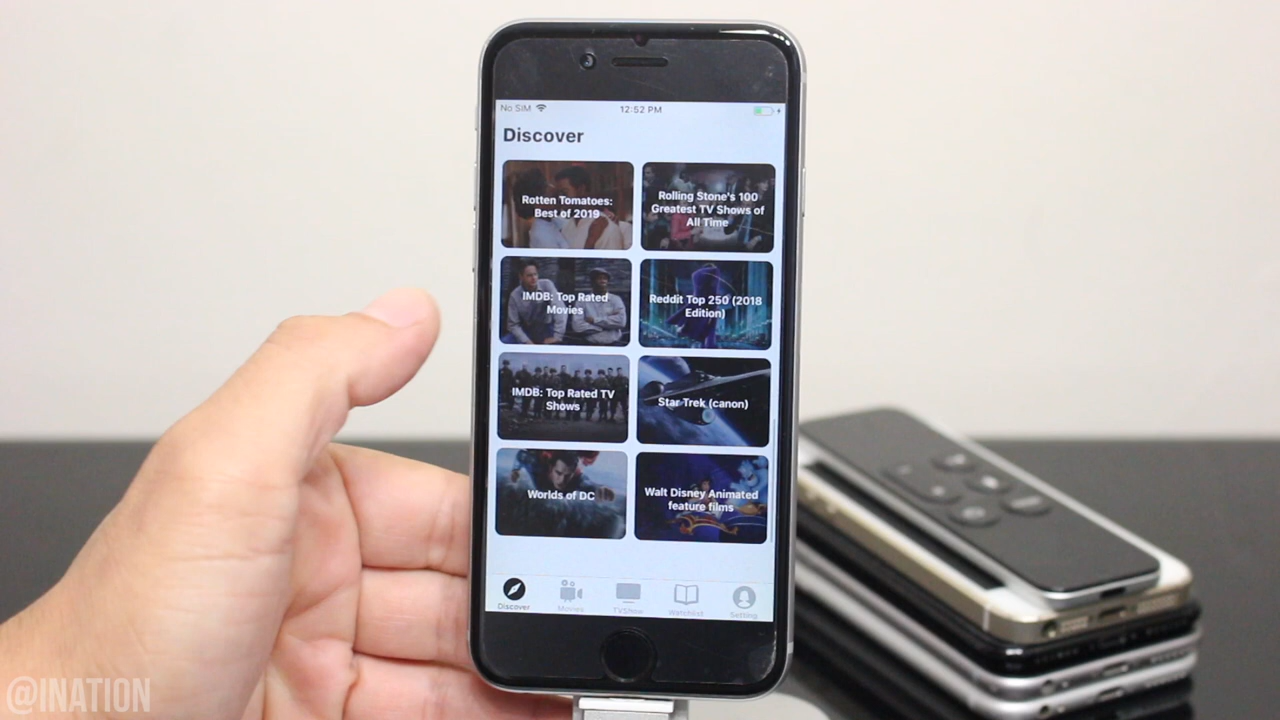 No SIM 12:52 PM
Discover
Rotten Tomatoes:
Best of 2019
Rolling Stone's 100
Greatest TV Shows of
All Time
IMDB: Top Rated
Movies
Reddit Top 250 (2018
Edition)
IMDB: Top Rated TV
Shows
Star Trek (canon)
Worlds of DC
Walt Disney Animated
feature films
Discover Movies TVShow Watchlist Setting
@INATION